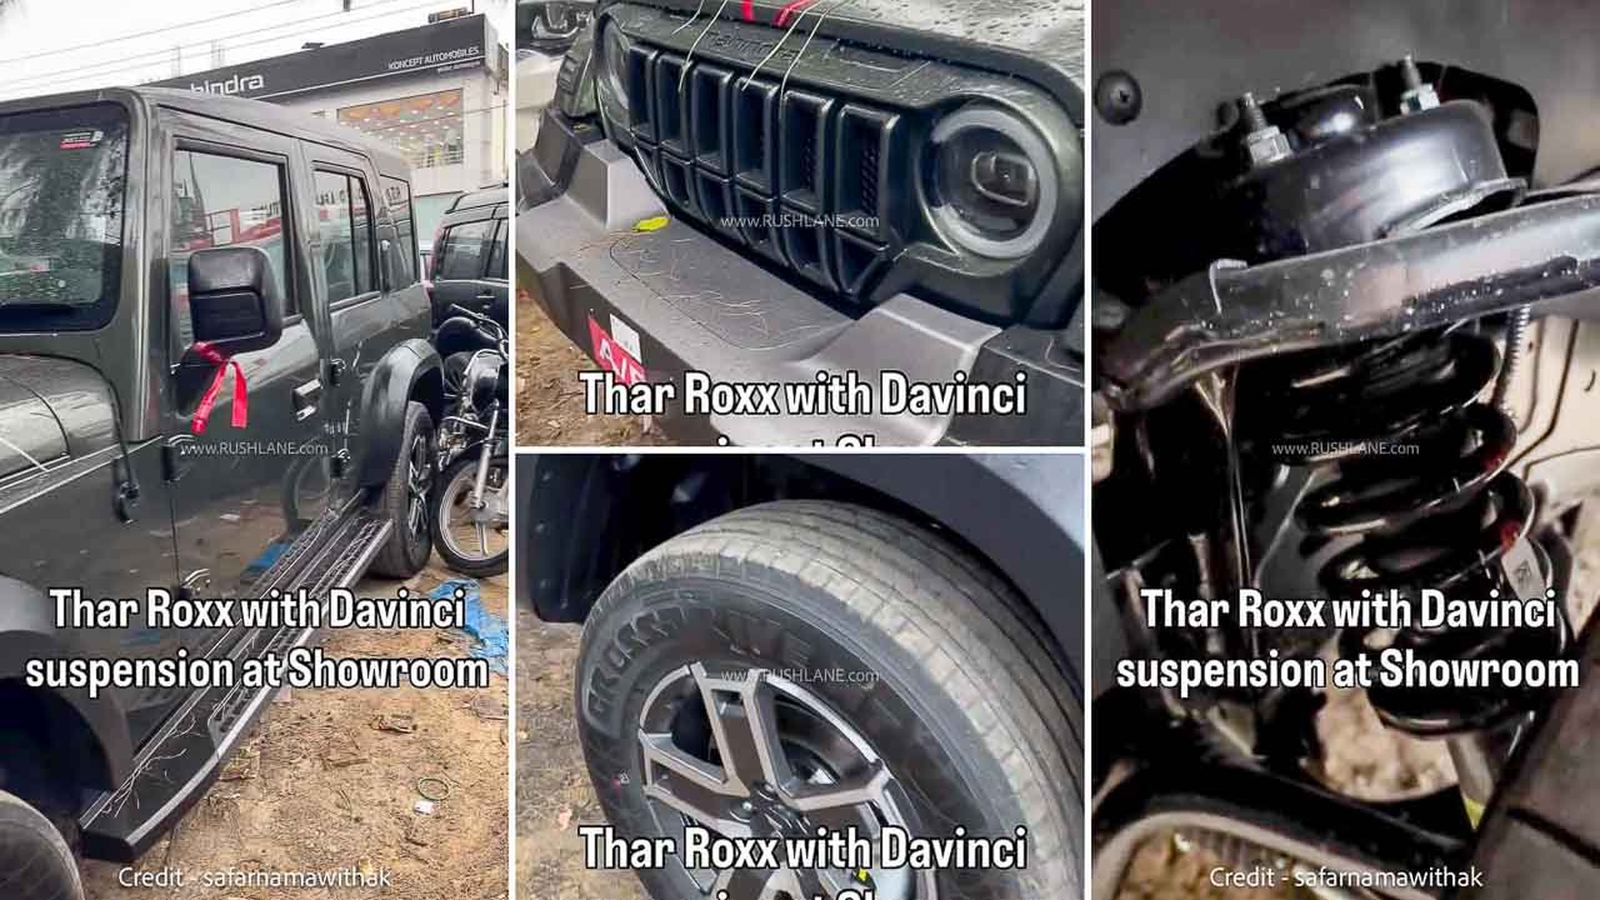 hindra
KONCEPT AUTOMOBILES
www.RUSHLANE.com
Thar Roxx with Davinci
suspension at Showroom
Credit - safarnamawithak
mahindra
www.RUSHLANE.com
Thar Roxx with Davinci
CROSS
www.RUSHLANE.com
Thar Roxx with Davinci
www.RUSHLANE.com
Thar Roxx with Davinci
suspension at Showroom
Credit - safarnamawithak